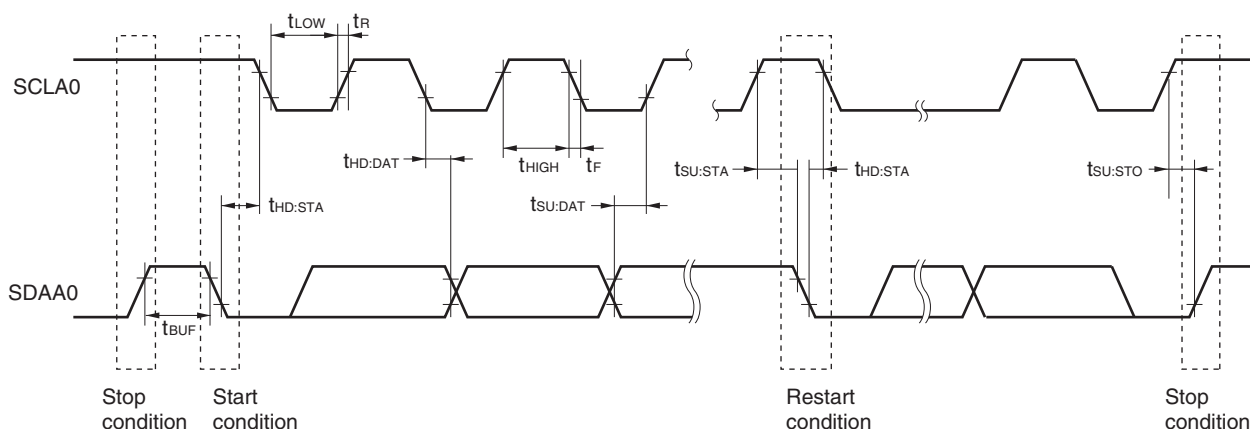 tLOW tR
SCLA0
tHD:DAT tHIGH tF tSU:STA tHD:STA tSU:STO
tHD:STA tSU:DAT
SDAA0
tBUF
Stop condition
Start condition
Restart condition
Stop condition